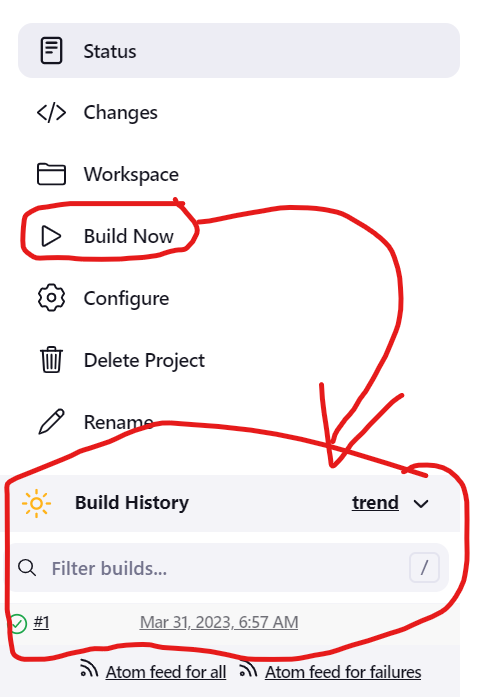 Status
Changes
Workspace
Build Now
Configure
Delete Project
Rename
Build History trend
Filter builds... /
#1 Mar 31, 2023, 6:57 AM
Atom feed for all Atom feed for failures